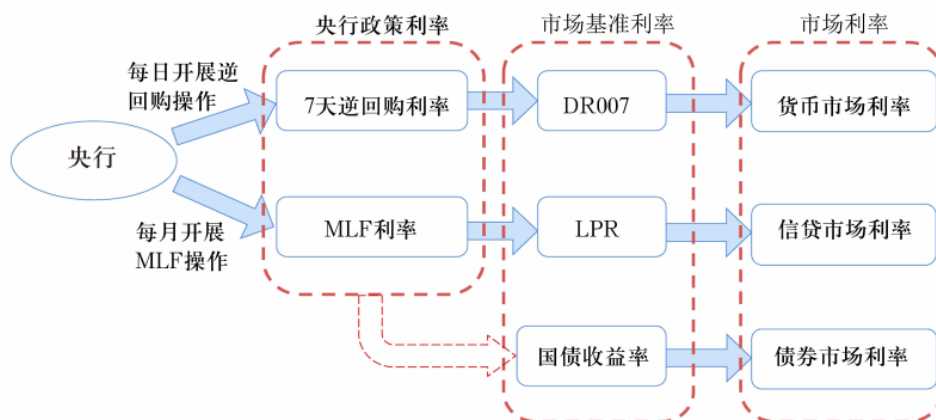 央行政策利率
市场基准利率
市场利率
每日开展逆
回购操作
7天逆回购利率
DR007
货币市场利率
央行
每月开展
MLF操作
MLF利率
LPR
信贷市场利率
国债收益率
债券市场利率